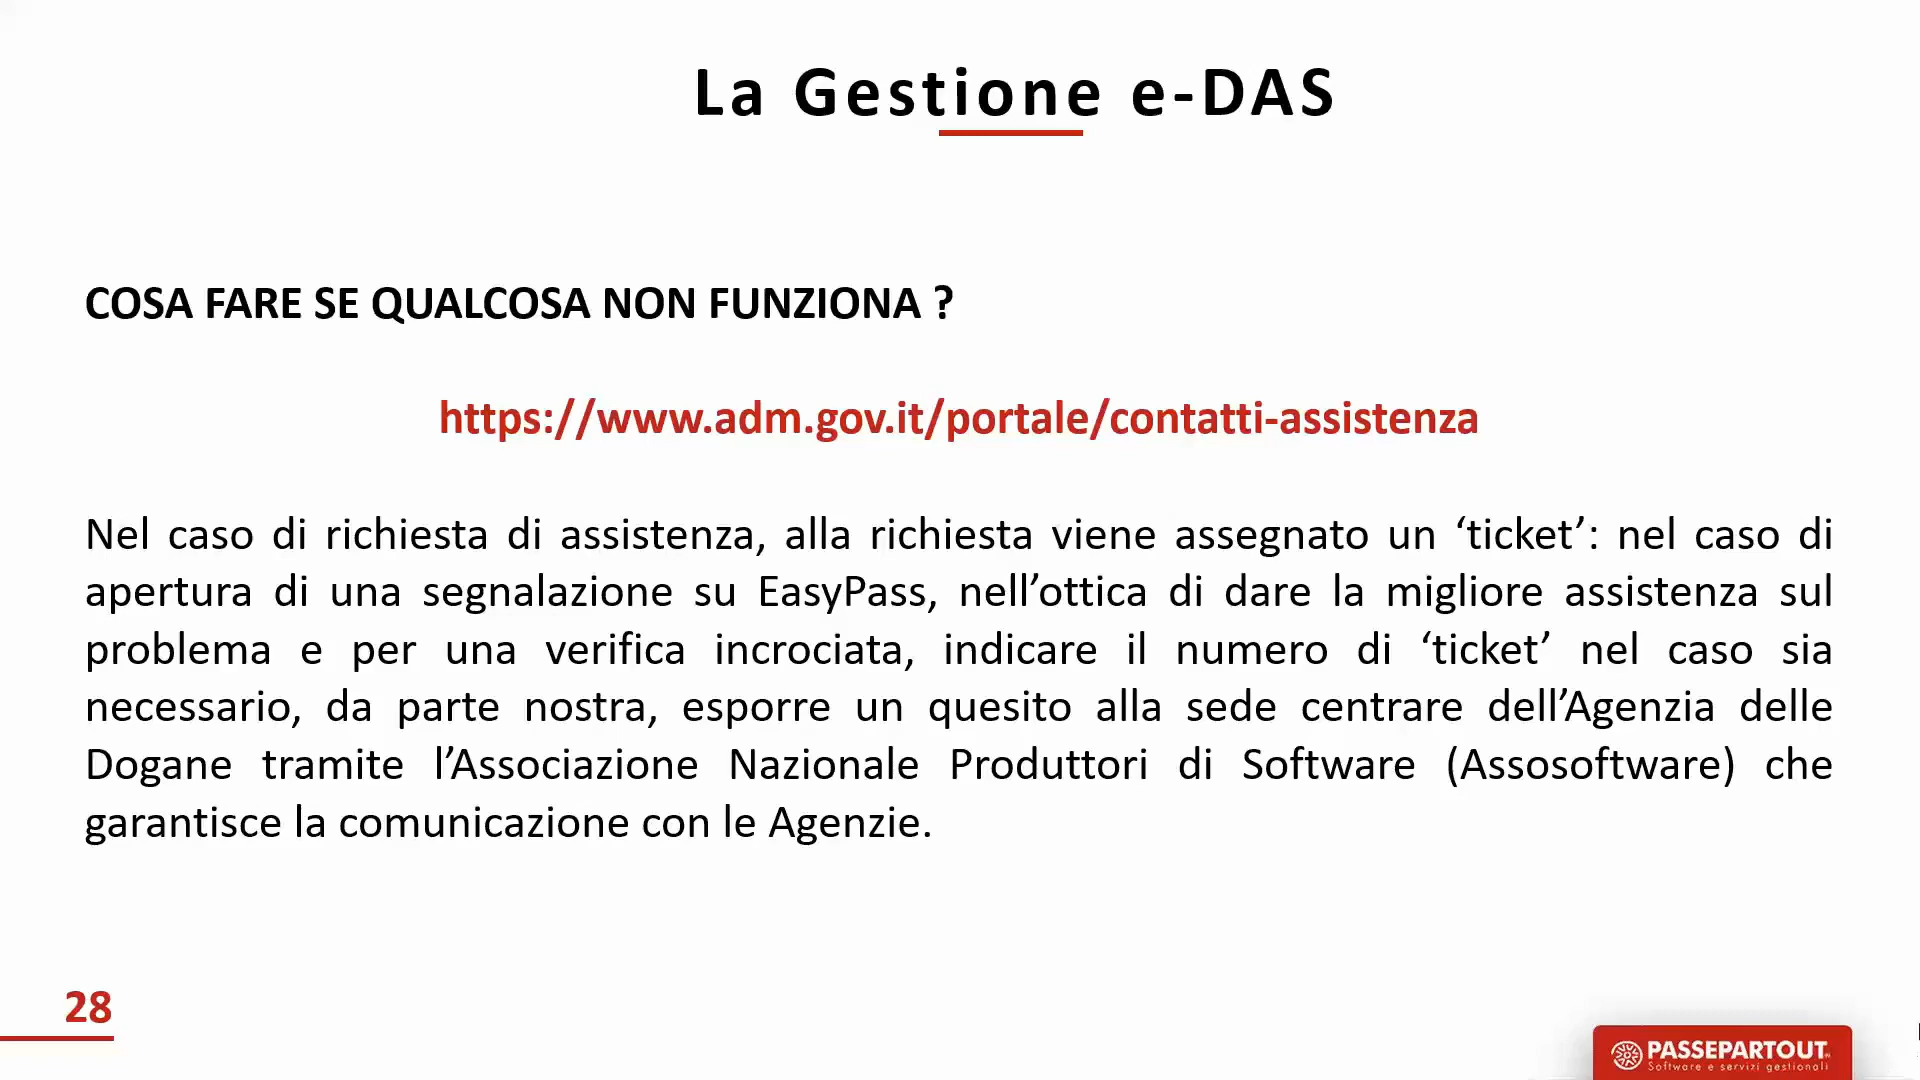 La Gestione e-DAS
COSA FARE SE QUALCOSA NON FUNZIONA ?
https://www.adm.gov.it/portale/contatti-assistenza
Nel caso di richiesta di assistenza, alla richiesta viene assegnato un ‘ticket’: nel caso di
apertura di una segnalazione su EasyPass, nell’ottica di dare la migliore assistenza sul
problema e per una verifica incrociata, indicare il numero di ‘ticket’ nel caso sia
necessario, da parte nostra, esporre un quesito alla sede centrare dell’Agenzia delle
Dogane tramite l’Associazione Nazionale Produttori di Software (Assosoftware) che
garantisce la comunicazione con le Agenzie.
28
PASSEPARTOUT
Software e servizi gestionali